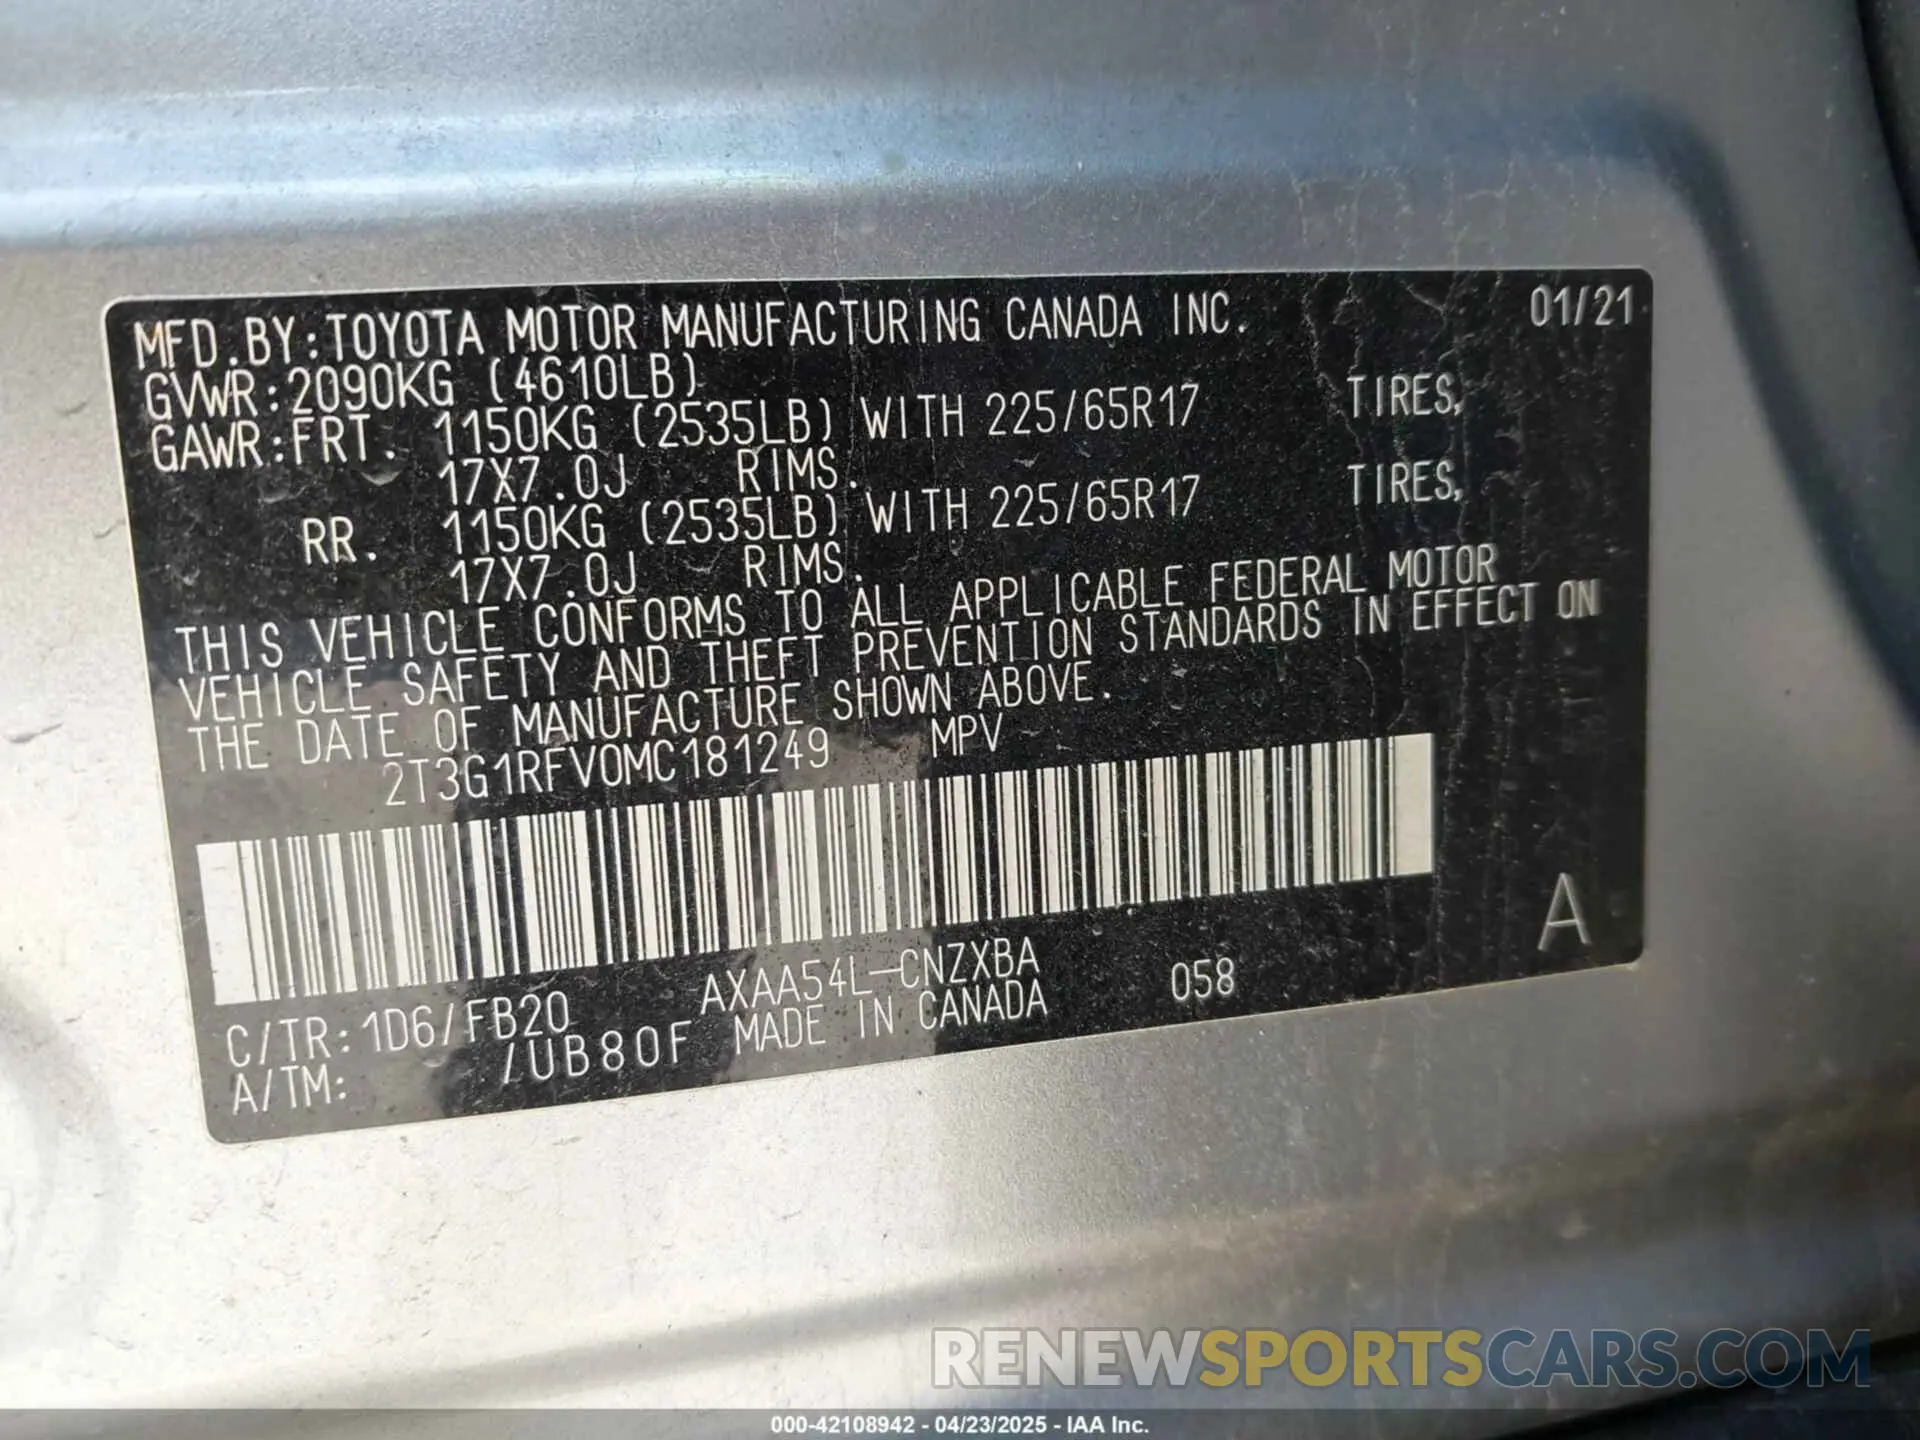 MFD.BY:TOYOTA MOTOR MANUFACTURING CANADA INC. 01/21
GVWR:2090KG (4610LB)
GAWR:FRT. 1150KG (2535LB) WITH 225/65R17 TIRES,
17X7.0J RIMS.
RR. 1150KG (2535LB) WITH 225/65R17 TIRES,
17X7.0J RIMS.
THIS VEHICLE CONFORMS TO ALL APPLICABLE FEDERAL MOTOR
VEHICLE SAFETY AND THEFT PREVENTION STANDARDS IN EFFECT ON
THE DATE OF MANUFACTURE SHOWN ABOVE.
2T3G1RFV0MC181249 MPV
A
C/TR:1D6/FB20 AXAA54L-CNZXBA 058
A/TM: /UB80F MADE IN CANADA
RENEWSPORTSCARS.COM
000-42108942 - 04/23/2025 - IAA Inc.